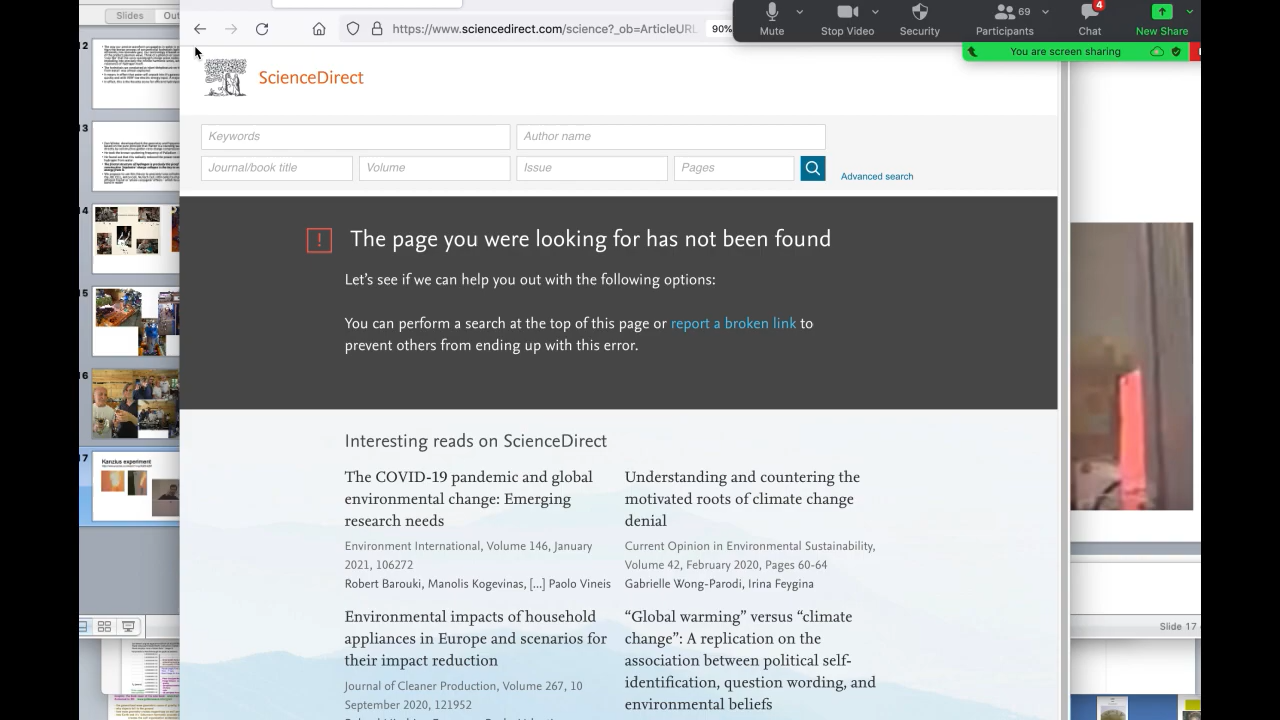 Slides Out
https://www.sciencedirect.com/science?_ob=ArticleURL
90%
4
69
Mute Stop Video Security Participants Chat New Share
You are screen sharing
ScienceDirect
Keywords Author name
Journal/book title Issue Pages
Advanced search
! The page you were looking for has not been found
Let's see if we can help you out with the following options:
You can perform a search at the top of this page or report a broken link to
prevent others from ending up with this error.
Interesting reads on ScienceDirect
The COVID-19 pandemic and global
environmental change: Emerging
research needs
Environment International, Volume 146, January
2021, 106272
Robert Barouki, Manolis Kogevinas, [...] Paolo Vineis
Understanding and countering the
motivated roots of climate change
denial
Current Opinion in Environmental Sustainability,
Volume 42, February 2020, Pages 60-64
Gabrielle Wong-Parodi, Irina Feygina
Environmental impacts of household
appliances in Europe and scenarios for
their impact reduction
Journal of Cleaner Production
“Global warming” versus “climate
change”: A replication on the
association between political self-
identification, question wording, and
environmental beliefs
12
13
14
15
16
17
Kanzius experiment
Slide 17